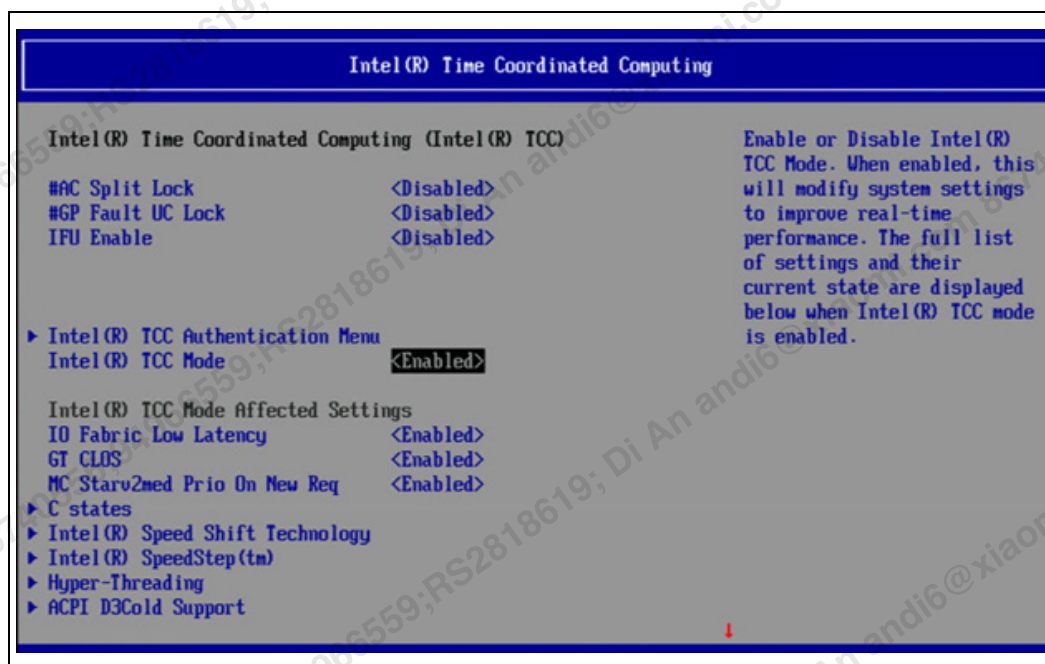 Intel(R) Time Coordinated Computing
Intel(R) Time Coordinated Computing (Intel(R) TCC)
#AC Split Lock <Disabled>
#GP Fault UC Lock <Disabled>
IFU Enable <Disabled>
Intel(R) TCC Authentication Menu
Intel(R) TCC Mode <Enabled>
Intel(R) TCC Mode Affected Settings
IO Fabric Low Latency <Enabled>
GT CLOS <Enabled>
MC Starv2med Prio On New Req <Enabled>
C states
Intel(R) Speed Shift Technology
Intel(R) SpeedStep(tm)
Hyper-Threading
ACPI D3Cold Support
Enable or Disable Intel(R)
TCC Mode. When enabled, this
will modify system settings
to improve real-time
performance. The full list
of settings and their
current state are displayed
below when Intel(R) TCC mode
is enabled.